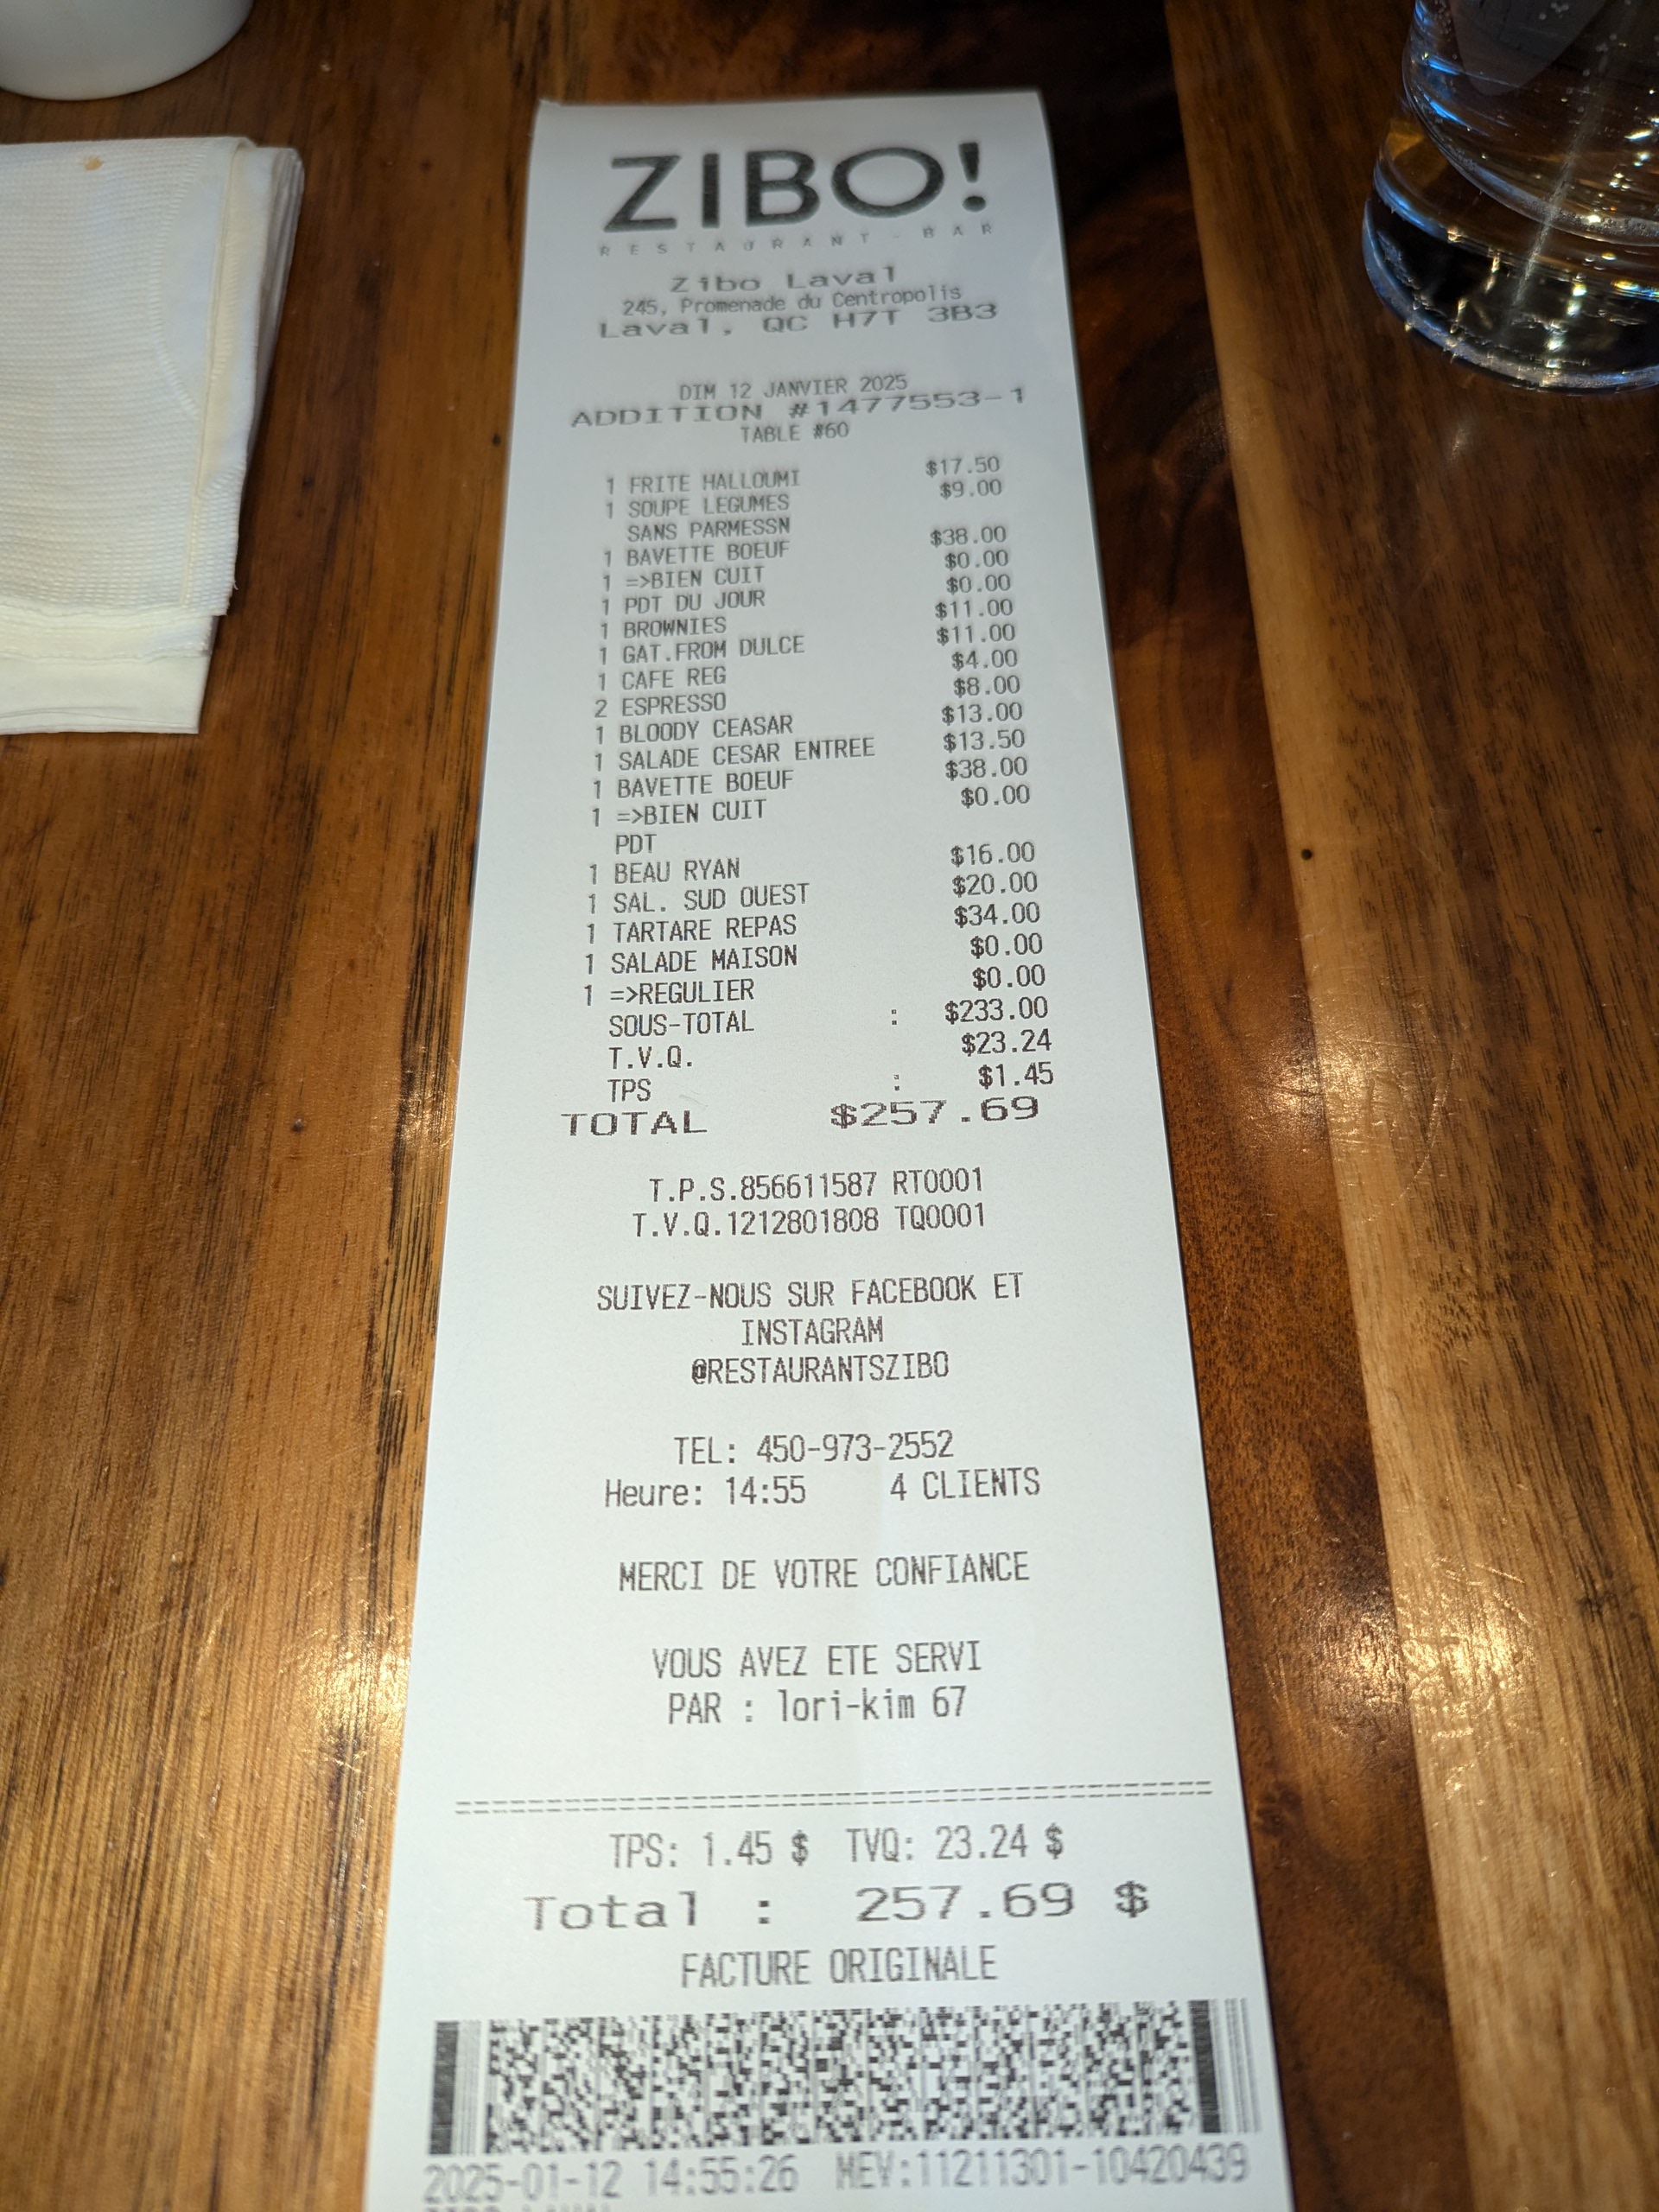 ZIBO!
RESTAURANT-BAR
Zibo Laval
245, Promenade du Centropolis
Laval, QC H7T 3B3
DIM 12 JANVIER 2025
ADDITION #1477553-1
TABLE #60
1 FRITE HALLOUMI $17.50
1 SOUPE LEGUMES $9.00
SANS PARMESSN
1 BAVETTE BOEUF $38.00
1 =>BIEN CUIT $0.00
1 PDT DU JOUR $0.00
1 BROWNIES $11.00
1 GAT.FROM DULCE $11.00
1 CAFE REG $4.00
2 ESPRESSO $8.00
1 BLOODY CEASAR $13.00
1 SALADE CESAR ENTREE $13.50
1 BAVETTE BOEUF $38.00
1 =>BIEN CUIT $0.00
PDT
1 BEAU RYAN $16.00
1 SAL. SUD OUEST $20.00
1 TARTARE REPAS $34.00
1 SALADE MAISON $0.00
1 =>REGULIER $0.00
SOUS-TOTAL : $233.00
T.V.Q. $23.24
TPS : $1.45
TOTAL $257.69
T.P.S.856611587 RT0001
T.V.Q.1212801808 TQ0001
SUIVEZ-NOUS SUR FACEBOOK ET
INSTAGRAM
@RESTAURANTSZIBO
TEL: 450-973-2552
Heure: 14:55 4 CLIENTS
MERCI DE VOTRE CONFIANCE
VOUS AVEZ ETE SERVI
PAR : lori-kim 67
TPS: 1.45 $ TVQ: 23.24 $
Total : 257.69 $
FACTURE ORIGINALE
2025-01-12 14:55:26 MEV:11211301-10420439